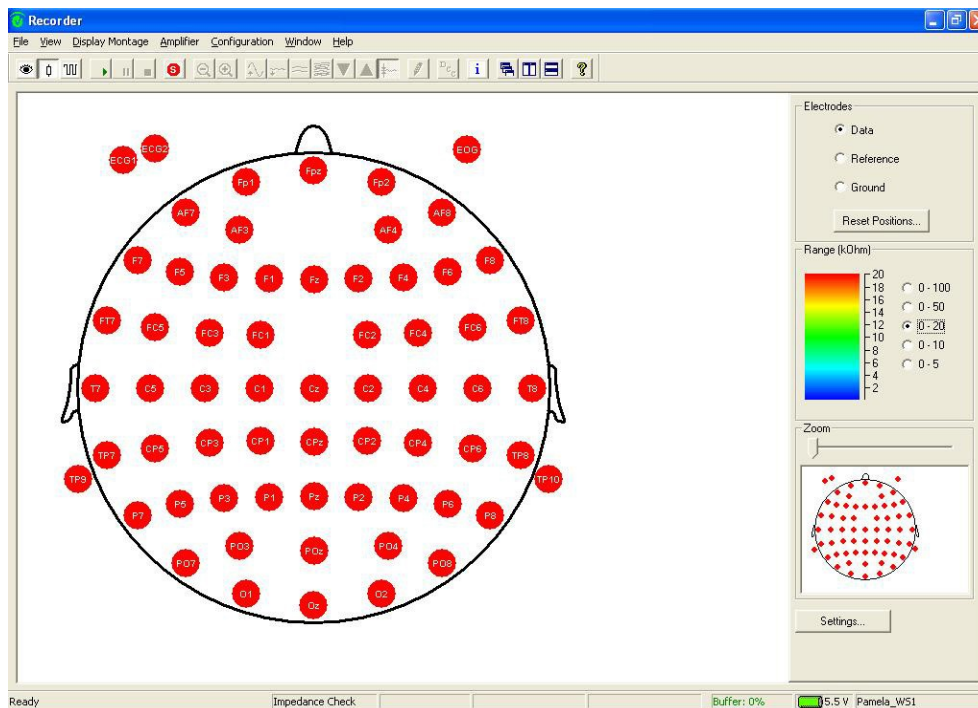 Recorder
File View Display Montage Amplifier Configuration Window Help
S D C C i ?
ECG1 ECG2 EOG
Fp1 Fpz Fp2
AF7 AF3 AF4 AF8
F7 F5 F3 F1 Fz F2 F4 F6 F8
FT7 FC5 FC3 FC1 FC2 FC4 FC6 FT8
T7 C5 C3 C1 Cz C2 C4 C6 T8
TP7 CP5 CP3 CP1 CPz CP2 CP4 CP6 TP8
TP9 TP10
P7 P5 P3 P1 Pz P2 P4 P6 P8
PO7 PO3 POz PO4 PO8
O1 Oz O2
Electrodes
Data
Reference
Ground
Reset Positions...
Range (kOhm)
20
18
16
14
12
10
8
6
4
2
0 - 100
0 - 50
0 - 20
0 - 10
0 - 5
Zoom
Settings...
Ready Impedance Check Buffer: 0% 5.5 V Pamela_W51